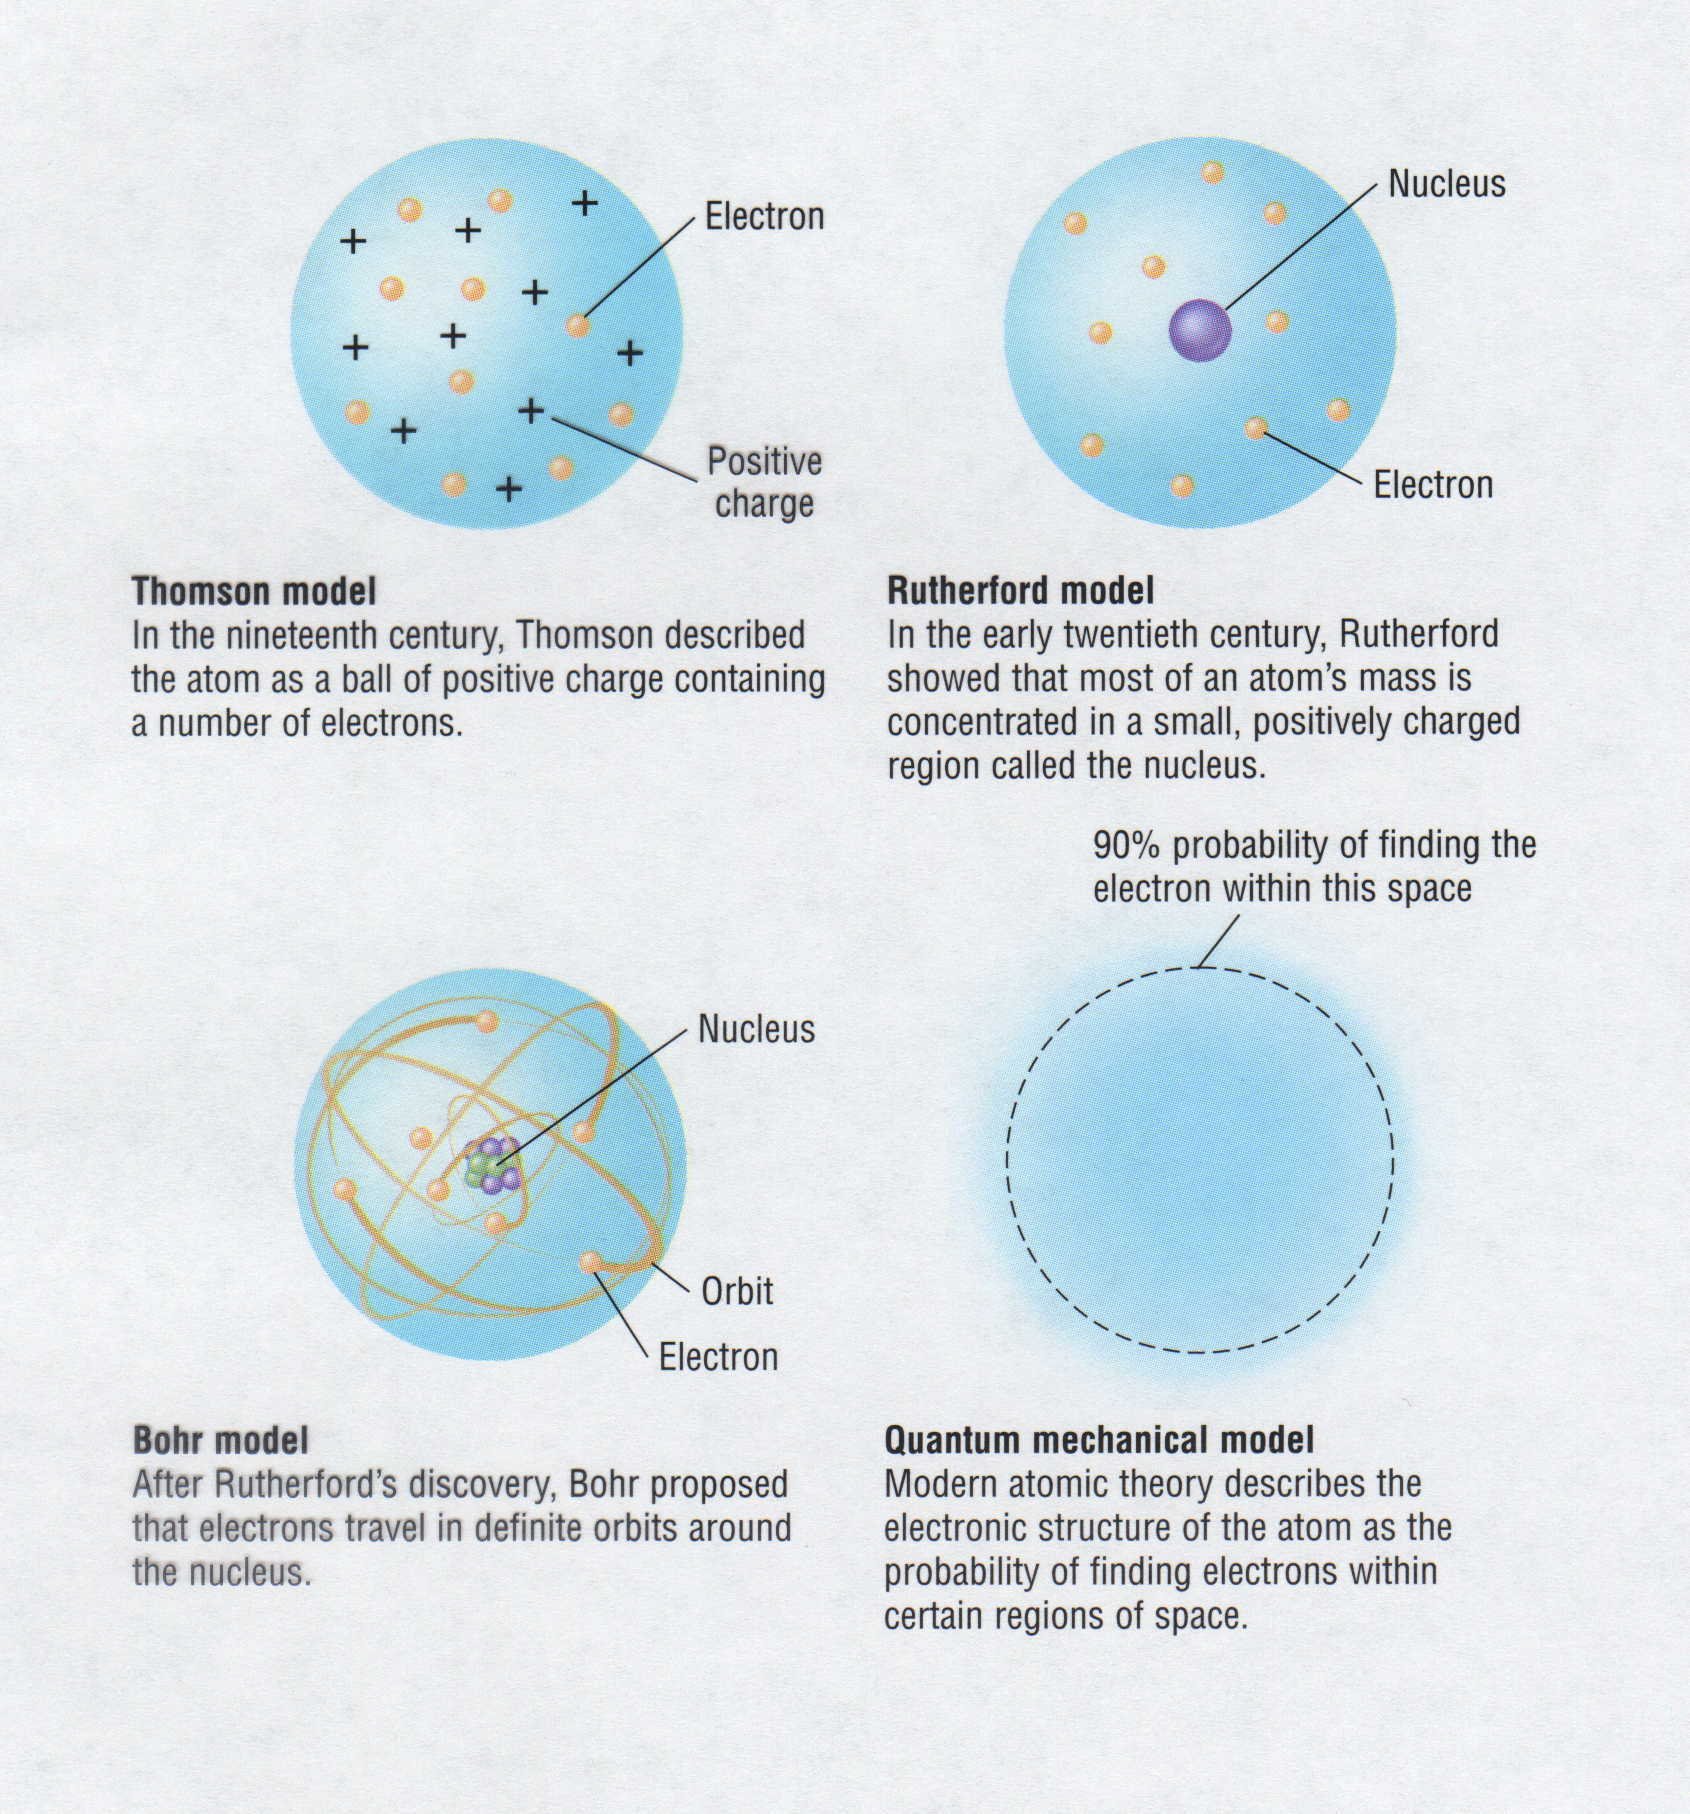 Electron
+
+
+
+
+
+
+
+
+
+
Positive
charge
Thomson model
In the nineteenth century, Thomson described
the atom as a ball of positive charge containing
a number of electrons.
Nucleus
Electron
Rutherford model
In the early twentieth century, Rutherford
showed that most of an atom’s mass is
concentrated in a small, positively charged
region called the nucleus.
Nucleus
Orbit
Electron
Bohr model
After Rutherford’s discovery, Bohr proposed
that electrons travel in definite orbits around
the nucleus.
90% probability of finding the
electron within this space
Quantum mechanical model
Modern atomic theory describes the
electronic structure of the atom as the
probability of finding electrons within
certain regions of space.